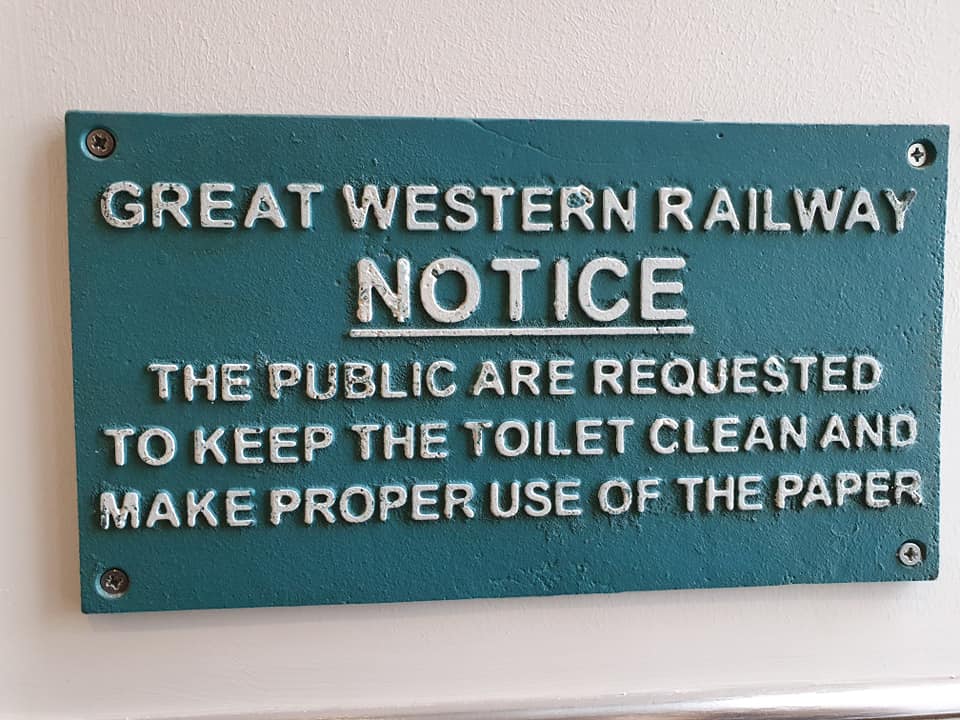 GREAT WESTERN RAILWAY
NOTICE
THE PUBLIC ARE REQUESTED
TO KEEP THE TOILET CLEAN AND
MAKE PROPER USE OF THE PAPER